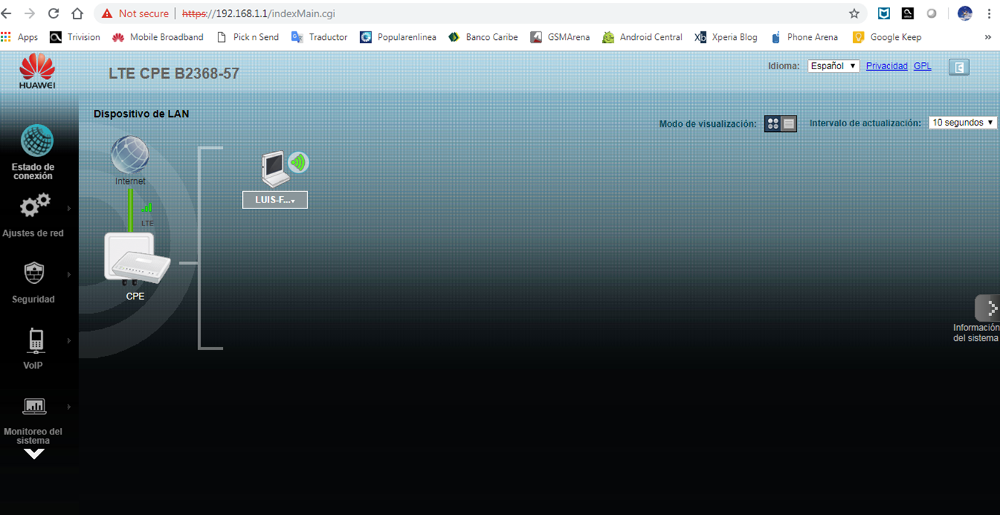 Not secure | https://192.168.1.1/indexMain.cgi
Apps Trivision Mobile Broadband Pick n Send Traductor Popularenlinea Banco Caribe GSMArena Android Central Xperia Blog Phone Arena Google Keep »
HUAWEI
LTE CPE B2368-57
Idioma: Español Privacidad GPL
Dispositivo de LAN
Modo de visualización: Intervalo de actualización: 10 segundos
Estado de
conexión
Ajustes de red
Seguridad
VoIP
Monitoreo del
sistema
Internet
LTE
CPE
LUIS-F...
Información
del sistema